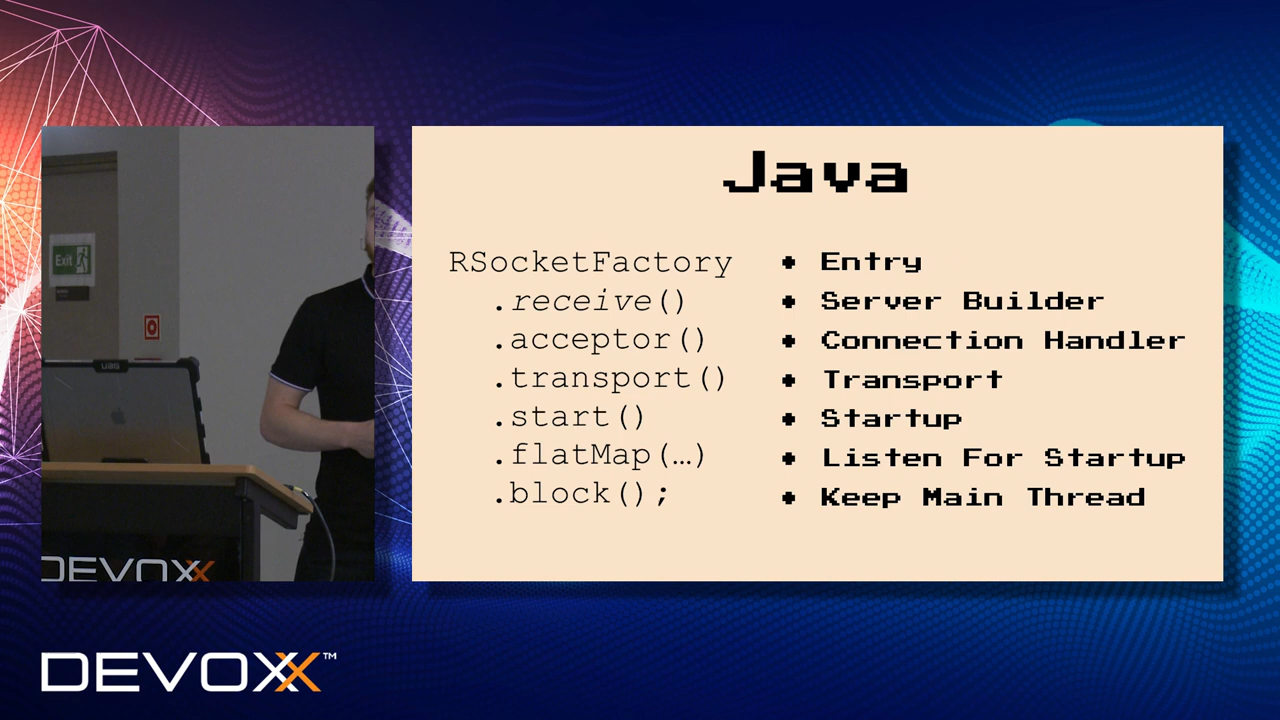 Java
RSocketFactory
.receive()
.acceptor()
.transport()
.start()
.flatMap(…)
.block();
• Entry
• Server Builder
• Connection Handler
• Transport
• Startup
• Listen For Startup
• Keep Main Thread
Exit
UAG
DEVOXX
DEVOXX™